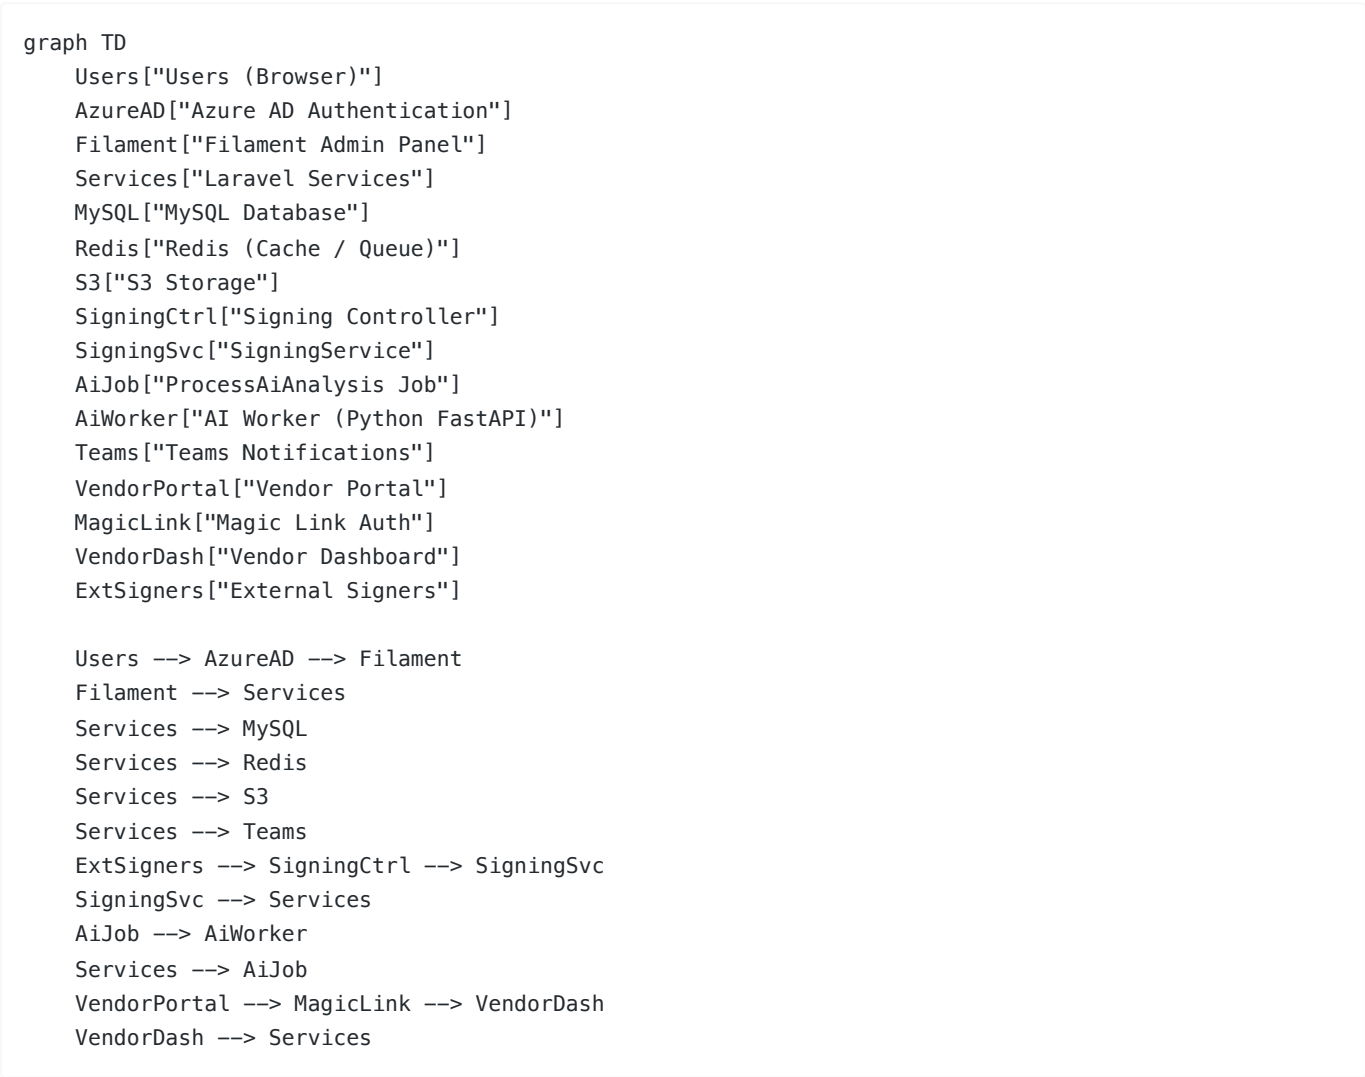 graph TD
    Users["Users (Browser)"]
    AzureAD["Azure AD Authentication"]
    Filament["Filament Admin Panel"]
    Services["Laravel Services"]
    MySQL["MySQL Database"]
    Redis["Redis (Cache / Queue)"]
    S3["S3 Storage"]
    SigningCtrl["Signing Controller"]
    SigningSvc["SigningService"]
    AiJob["ProcessAiAnalysis Job"]
    AiWorker["AI Worker (Python FastAPI)"]
    Teams["Teams Notifications"]
    VendorPortal["Vendor Portal"]
    MagicLink["Magic Link Auth"]
    VendorDash["Vendor Dashboard"]
    ExtSigners["External Signers"]

    Users --> AzureAD --> Filament
    Filament --> Services
    Services --> MySQL
    Services --> Redis
    Services --> S3
    Services --> Teams
    ExtSigners --> SigningCtrl --> SigningSvc
    SigningSvc --> Services
    AiJob --> AiWorker
    Services --> AiJob
    VendorPortal --> MagicLink --> VendorDash
    VendorDash --> Services